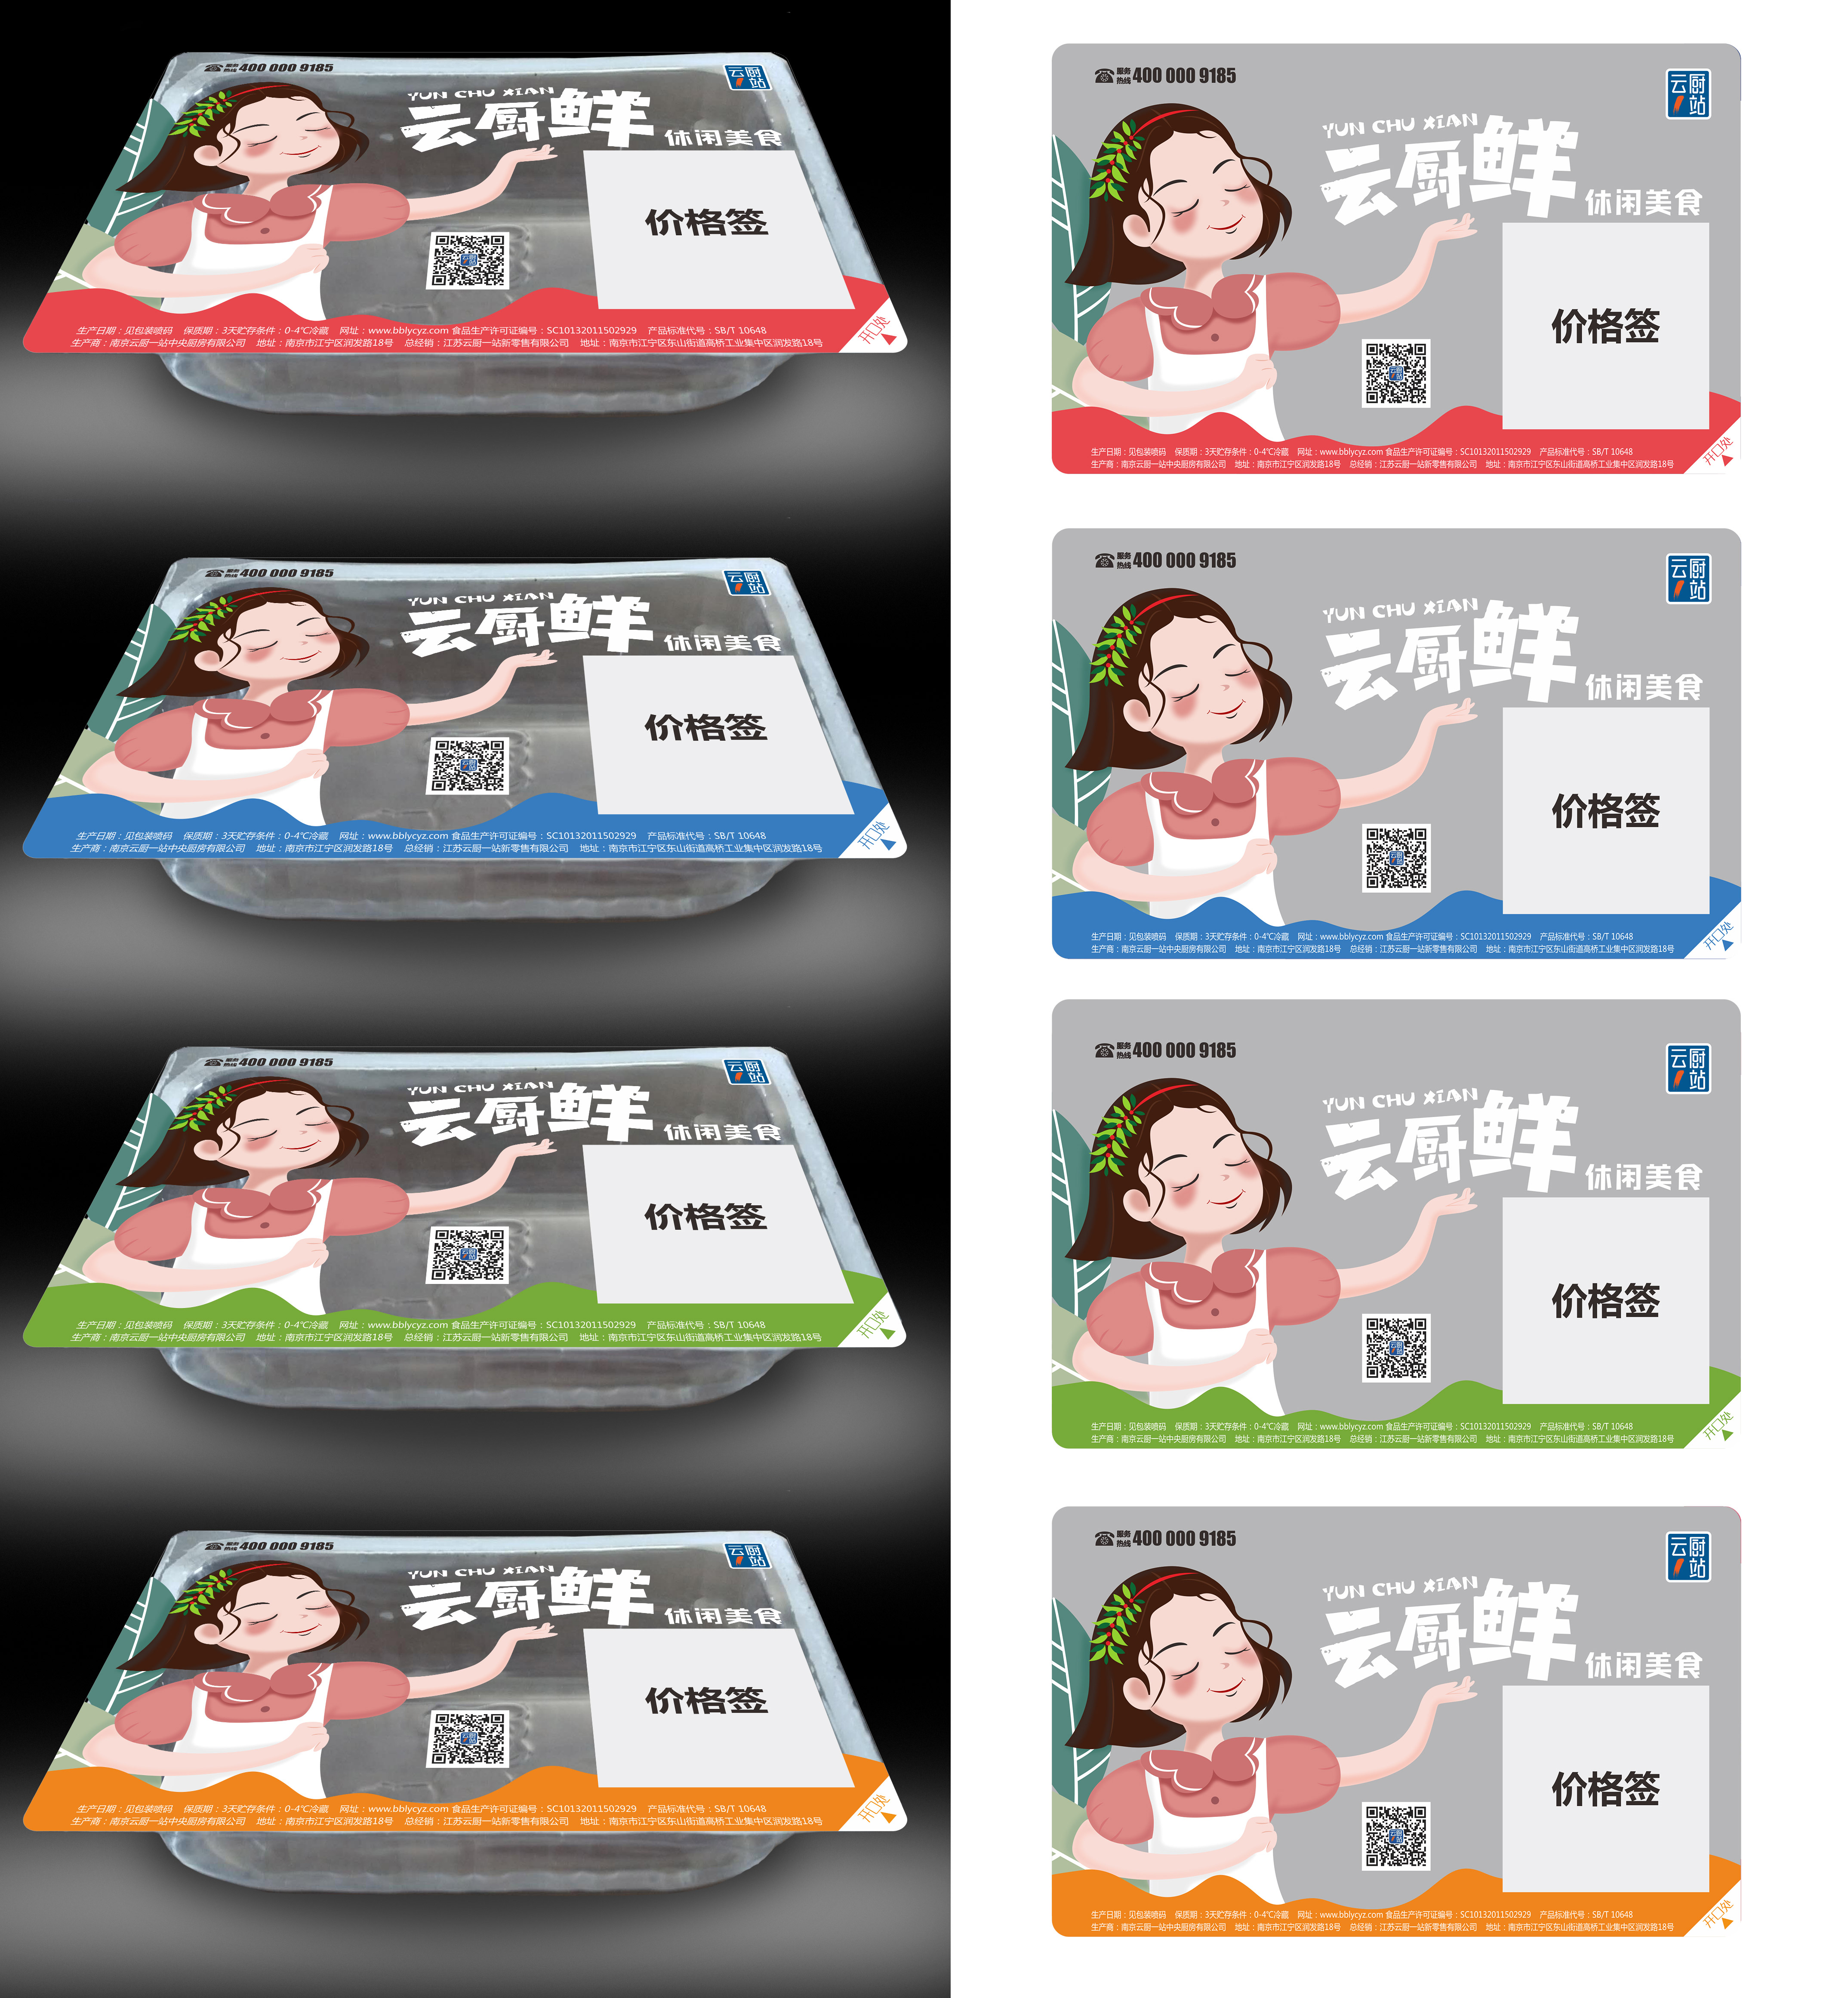 服务热线 400 000 9185
云厨一站
YUN CHU XIAN
云厨鲜
休闲美食
价格签
云厨一站
生产日期：见包装喷码 保质期：3天贮存条件：0-4℃冷藏 网址：www.bblycyz.com 食品生产许可证编号：SC10132011502929 产品标准代号：SB/T 10648
生产商：南京云厨一站中央厨房有限公司 地址：南京市江宁区润发路18号 总经销：江苏云厨一站新零售有限公司 地址：南京市江宁区东山街道高桥工业集中区润发路18号
开口处
服务热线 400 000 9185
云厨一站
YUN CHU XIAN
云厨鲜
休闲美食
价格签
云厨一站
生产日期：见包装喷码 保质期：3天贮存条件：0-4℃冷藏 网址：www.bblycyz.com 食品生产许可证编号：SC10132011502929 产品标准代号：SB/T 10648
生产商：南京云厨一站中央厨房有限公司 地址：南京市江宁区润发路18号 总经销：江苏云厨一站新零售有限公司 地址：南京市江宁区东山街道高桥工业集中区润发路18号
开口处
服务热线 400 000 9185
云厨一站
YUN CHU XIAN
云厨鲜
休闲美食
价格签
云厨一站
生产日期：见包装喷码 保质期：3天贮存条件：0-4℃冷藏 网址：www.bblycyz.com 食品生产许可证编号：SC10132011502929 产品标准代号：SB/T 10648
生产商：南京云厨一站中央厨房有限公司 地址：南京市江宁区润发路18号 总经销：江苏云厨一站新零售有限公司 地址：南京市江宁区东山街道高桥工业集中区润发路18号
开口处
服务热线 400 000 9185
云厨一站
YUN CHU XIAN
云厨鲜
休闲美食
价格签
云厨一站
生产日期：见包装喷码 保质期：3天贮存条件：0-4℃冷藏 网址：www.bblycyz.com 食品生产许可证编号：SC10132011502929 产品标准代号：SB/T 10648
生产商：南京云厨一站中央厨房有限公司 地址：南京市江宁区润发路18号 总经销：江苏云厨一站新零售有限公司 地址：南京市江宁区东山街道高桥工业集中区润发路18号
开口处
服务热线 400 000 9185
云厨一站
YUN CHU XIAN
云厨鲜
休闲美食
价格签
云厨一站
生产日期：见包装喷码 保质期：3天贮存条件：0-4℃冷藏 网址：www.bblycyz.com 食品生产许可证编号：SC10132011502929 产品标准代号：SB/T 10648
生产商：南京云厨一站中央厨房有限公司 地址：南京市江宁区润发路18号 总经销：江苏云厨一站新零售有限公司 地址：南京市江宁区东山街道高桥工业集中区润发路18号
开口处
服务热线 400 000 9185
云厨一站
YUN CHU XIAN
云厨鲜
休闲美食
价格签
云厨一站
生产日期：见包装喷码 保质期：3天贮存条件：0-4℃冷藏 网址：www.bblycyz.com 食品生产许可证编号：SC10132011502929 产品标准代号：SB/T 10648
生产商：南京云厨一站中央厨房有限公司 地址：南京市江宁区润发路18号 总经销：江苏云厨一站新零售有限公司 地址：南京市江宁区东山街道高桥工业集中区润发路18号
开口处
服务热线 400 000 9185
云厨一站
YUN CHU XIAN
云厨鲜
休闲美食
价格签
云厨一站
生产日期：见包装喷码 保质期：3天贮存条件：0-4℃冷藏 网址：www.bblycyz.com 食品生产许可证编号：SC10132011502929 产品标准代号：SB/T 10648
生产商：南京云厨一站中央厨房有限公司 地址：南京市江宁区润发路18号 总经销：江苏云厨一站新零售有限公司 地址：南京市江宁区东山街道高桥工业集中区润发路18号
开口处
服务热线 400 000 9185
云厨一站
YUN CHU XIAN
云厨鲜
休闲美食
价格签
云厨一站
生产日期：见包装喷码 保质期：3天贮存条件：0-4℃冷藏 网址：www.bblycyz.com 食品生产许可证编号：SC10132011502929 产品标准代号：SB/T 10648
生产商：南京云厨一站中央厨房有限公司 地址：南京市江宁区润发路18号 总经销：江苏云厨一站新零售有限公司 地址：南京市江宁区东山街道高桥工业集中区润发路18号
开口处